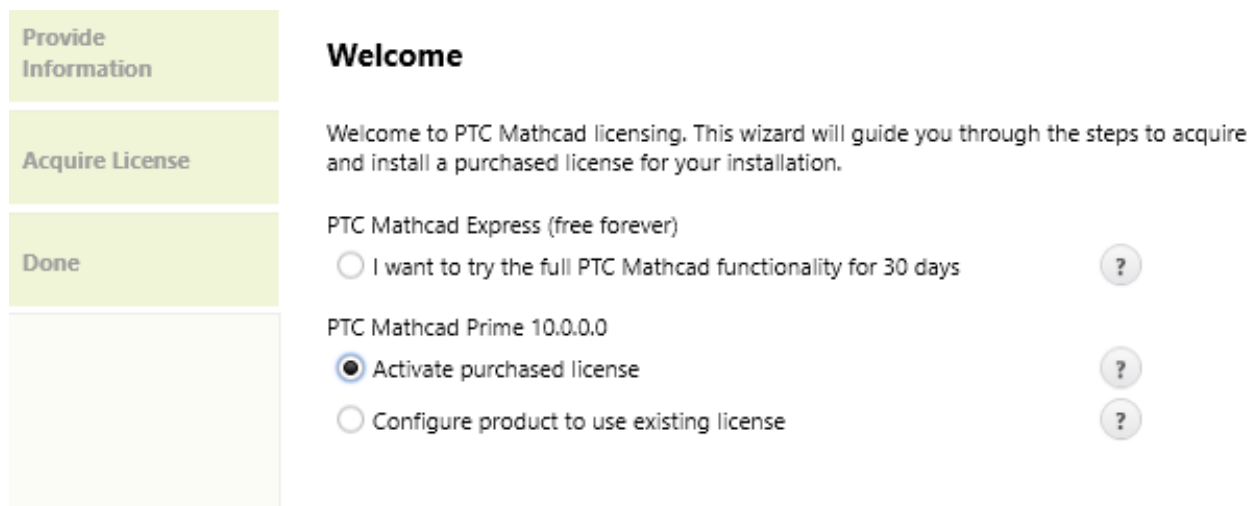 Provide
Information
Acquire License
Done
Welcome
Welcome to PTC Mathcad licensing. This wizard will guide you through the steps to acquire
and install a purchased license for your installation.
PTC Mathcad Express (free forever)
I want to try the full PTC Mathcad functionality for 30 days ?
PTC Mathcad Prime 10.0.0.0
Activate purchased license ?
Configure product to use existing license ?